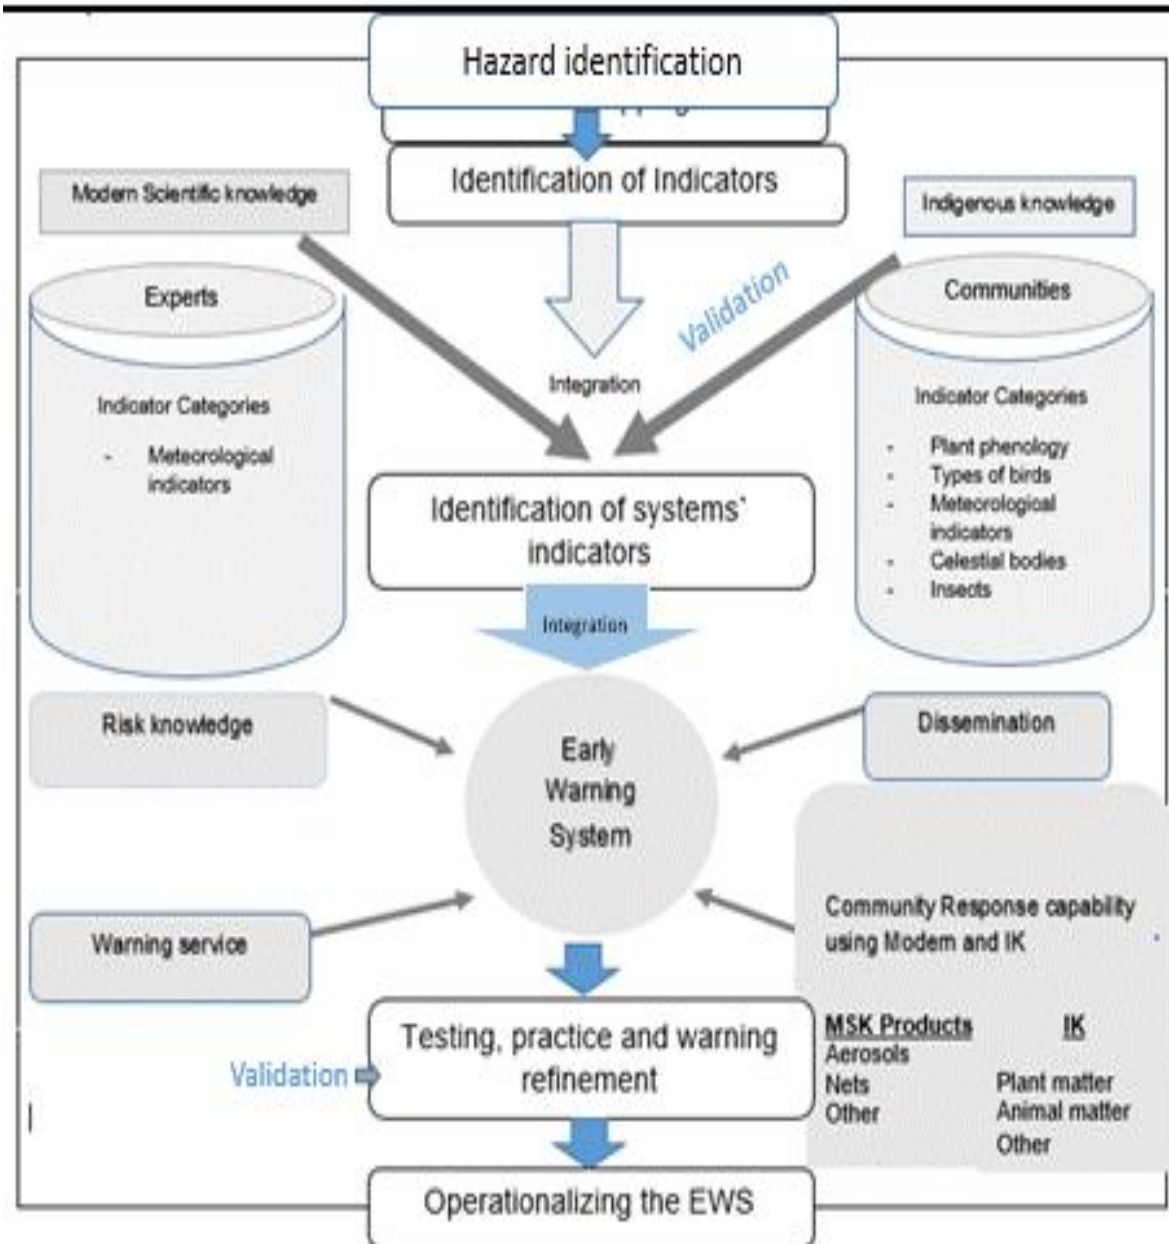 Hazard identification
Identification of Indicators
Modern Scientific knowledge
Indigenous knowledge
Experts
Indicator Categories
- Meteorological
indicators
Validation
Integration
Communities
Indicator Categories
- Plant phenology
- Types of birds
- Meteorological
indicators
- Celestial bodies
- Insects
Identification of systems'
indicators
Integration
Risk knowledge
Dissemination
Early
Warning
System
Warning service
Community Response capability
using Modern and IK
MSK Products
Aerosols
Nets
Other
IK
Plant matter
Animal matter
Other
Testing, practice and warning
refinement
Validation
Operationalizing the EWS